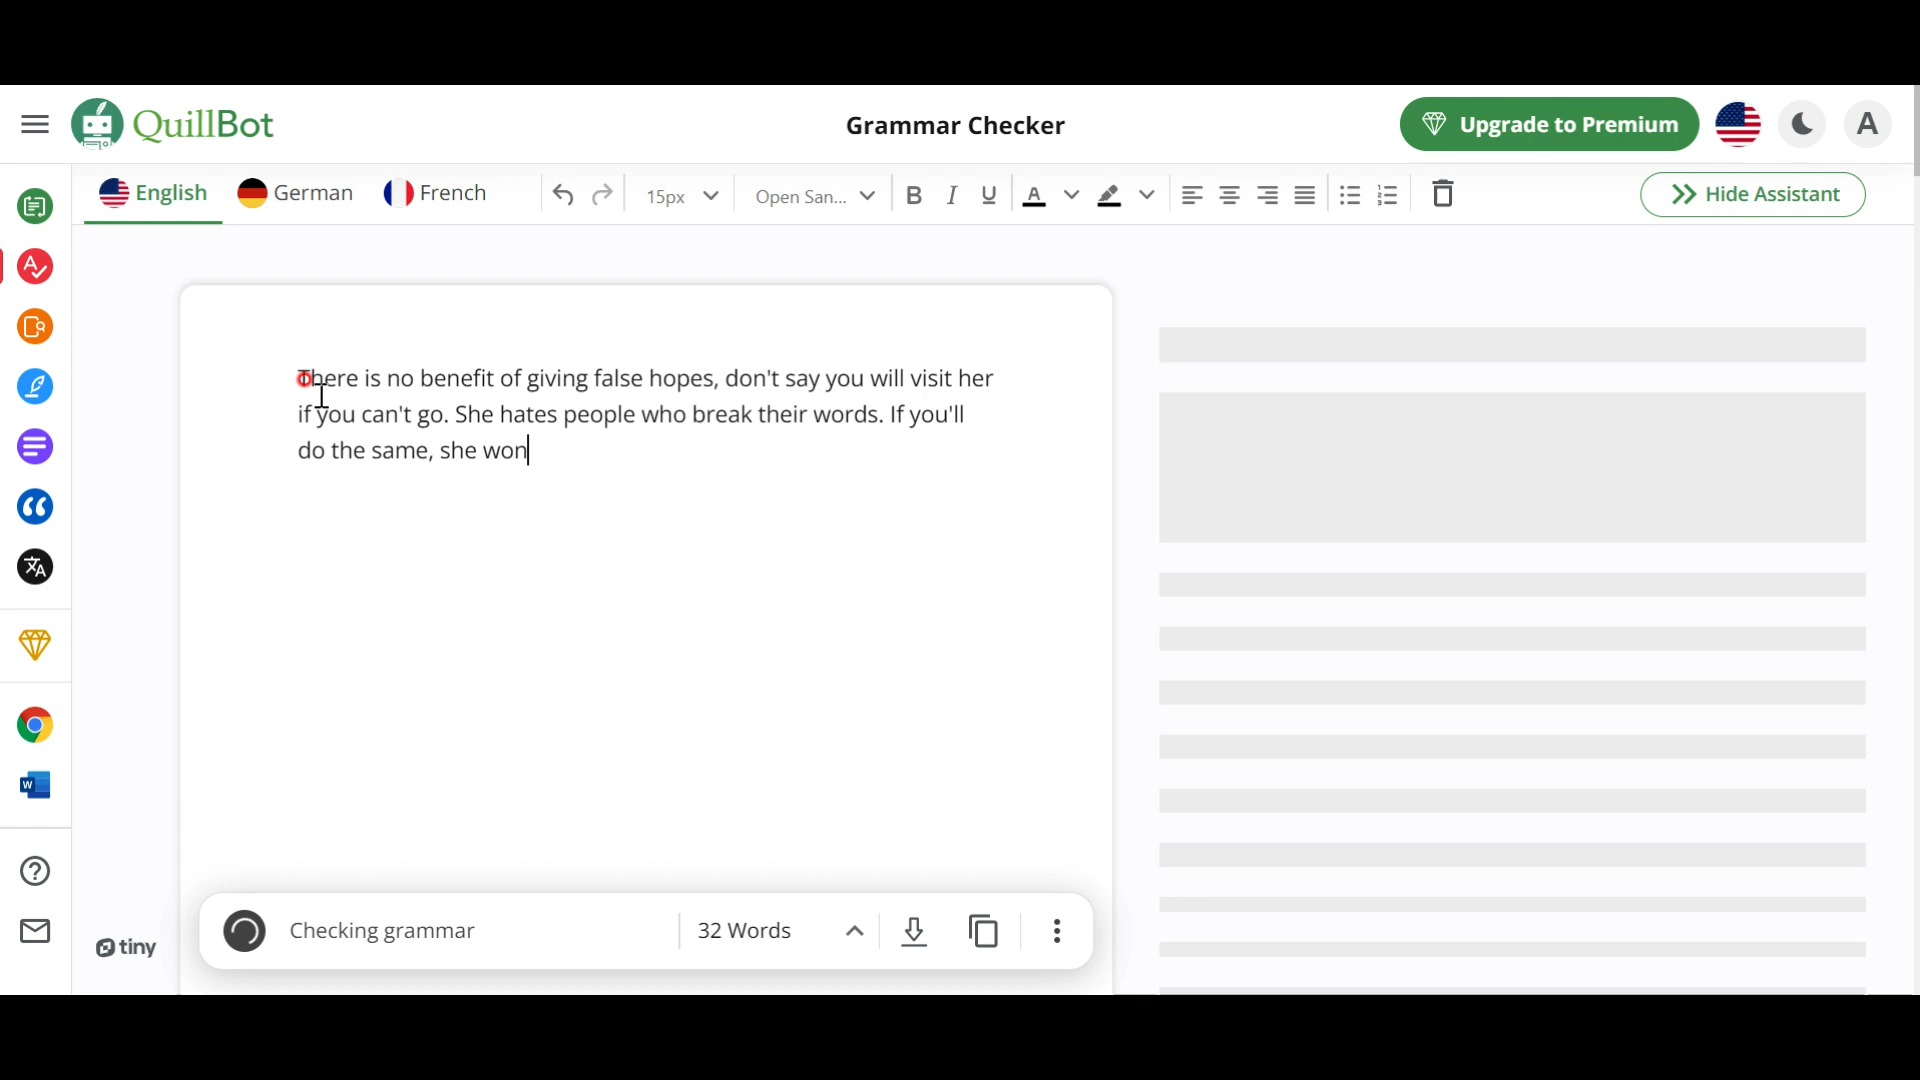 QuillBot
Grammar Checker
Upgrade to Premium
A
English
German
French
15px
Open San...
B
I
U
A
Hide Assistant
There is no benefit of giving false hopes, don't say you will visit her
if you can't go. She hates people who break their words. If you'll
do the same, she won
Checking grammar
32 Words
tiny